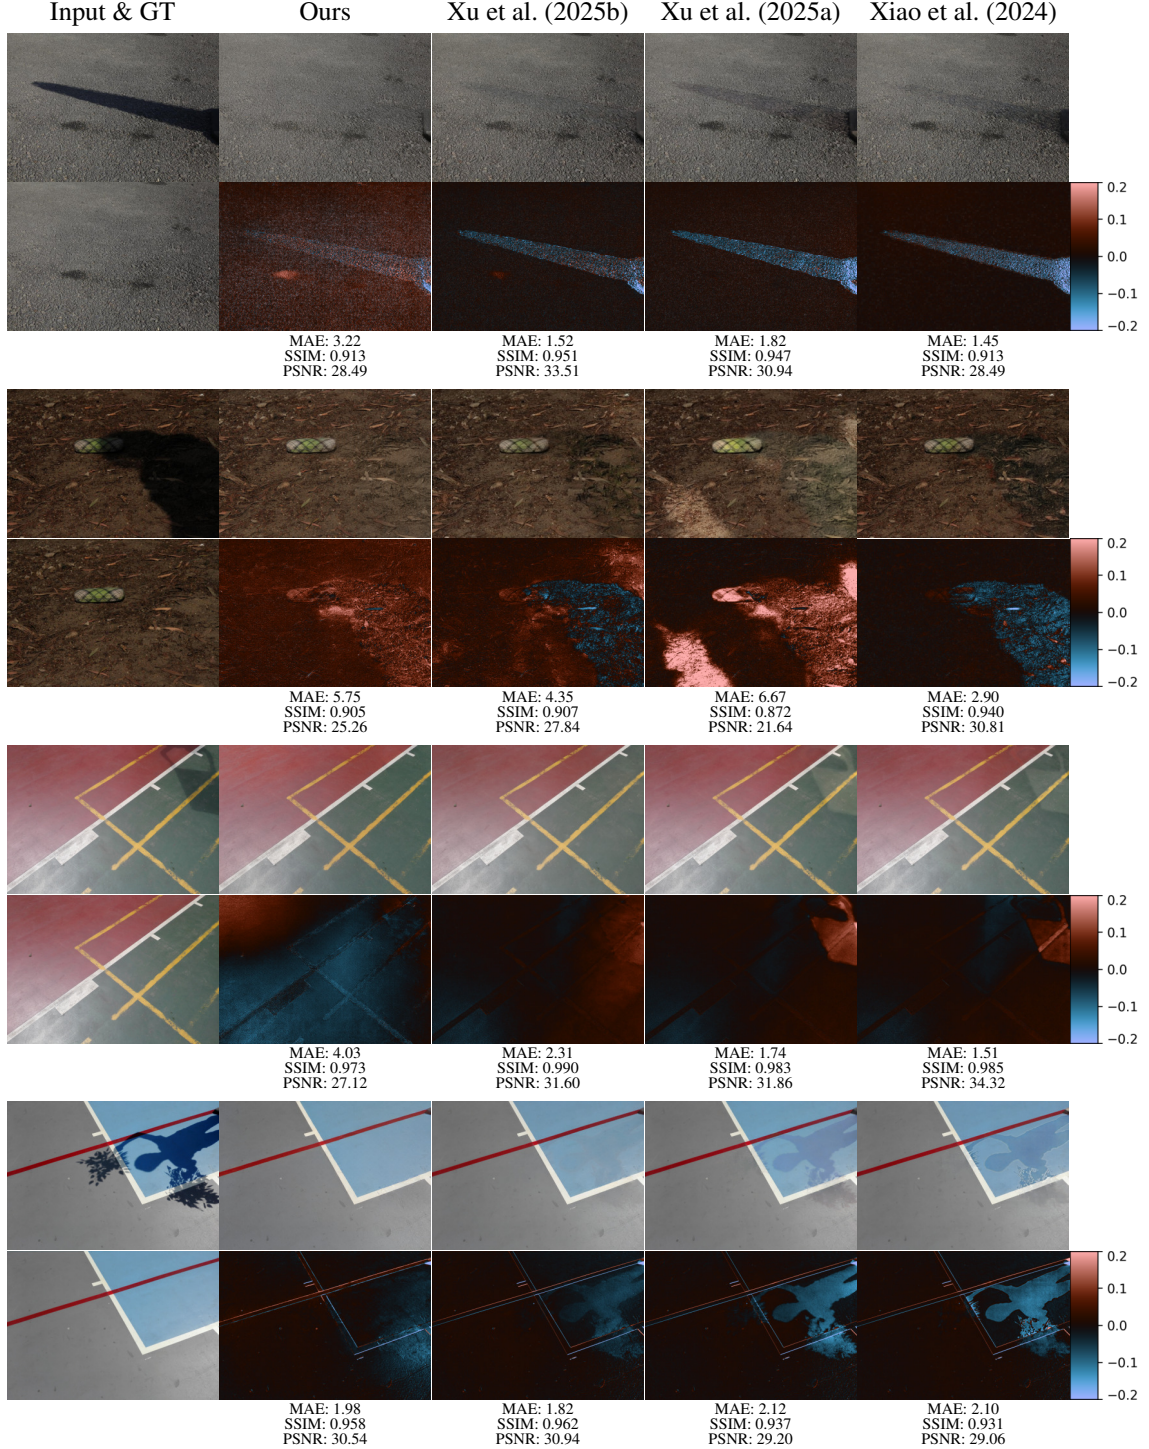 Input & GT Ours Xu et al. (2025b) Xu et al. (2025a) Xiao et al. (2024)
0.2
0.1
0.0
−0.1
−0.2
MAE: 3.22 MAE: 1.52 MAE: 1.82 MAE: 1.45
SSIM: 0.913 SSIM: 0.951 SSIM: 0.947 SSIM: 0.913
PSNR: 28.49 PSNR: 33.51 PSNR: 30.94 PSNR: 28.49
0.2
0.1
0.0
−0.1
−0.2
MAE: 5.75 MAE: 4.35 MAE: 6.67 MAE: 2.90
SSIM: 0.905 SSIM: 0.907 SSIM: 0.872 SSIM: 0.940
PSNR: 25.26 PSNR: 27.84 PSNR: 21.64 PSNR: 30.81
0.2
0.1
0.0
−0.1
−0.2
MAE: 4.03 MAE: 2.31 MAE: 1.74 MAE: 1.51
SSIM: 0.973 SSIM: 0.990 SSIM: 0.983 SSIM: 0.985
PSNR: 27.12 PSNR: 31.60 PSNR: 31.86 PSNR: 34.32
0.2
0.1
0.0
−0.1
−0.2
MAE: 1.98 MAE: 1.82 MAE: 2.12 MAE: 2.10
SSIM: 0.958 SSIM: 0.962 SSIM: 0.937 SSIM: 0.931
PSNR: 30.54 PSNR: 30.94 PSNR: 29.20 PSNR: 29.06